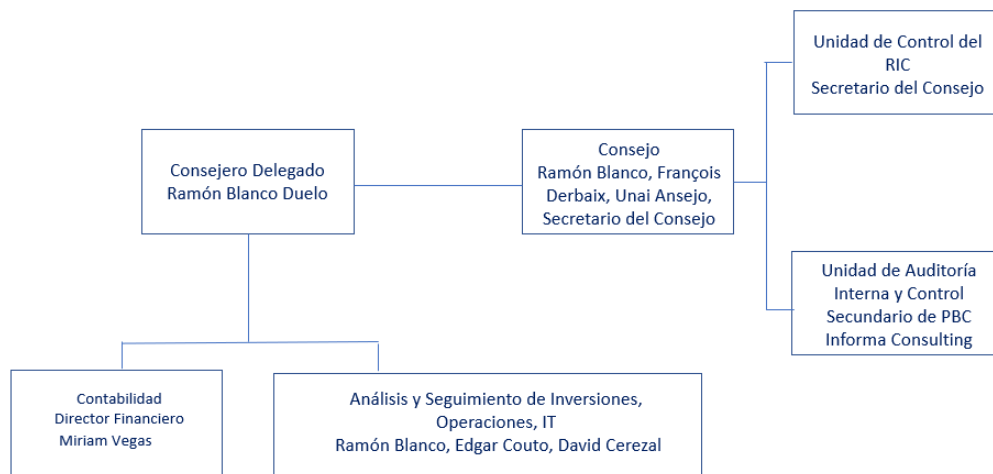 Unidad de Control del
RIC
Secretario del Consejo
Consejero Delegado
Ramón Blanco Duelo
Consejo
Ramón Blanco, François
Derbaix, Unai Ansejo,
Secretario del Consejo
Unidad de Auditoría
Interna y Control
Secundario de PBC
Informa Consulting
Contabilidad
Director Financiero
Miriam Vegas
Análisis y Seguimiento de Inversiones,
Operaciones, IT
Ramón Blanco, Edgar Couto, David Cerezal